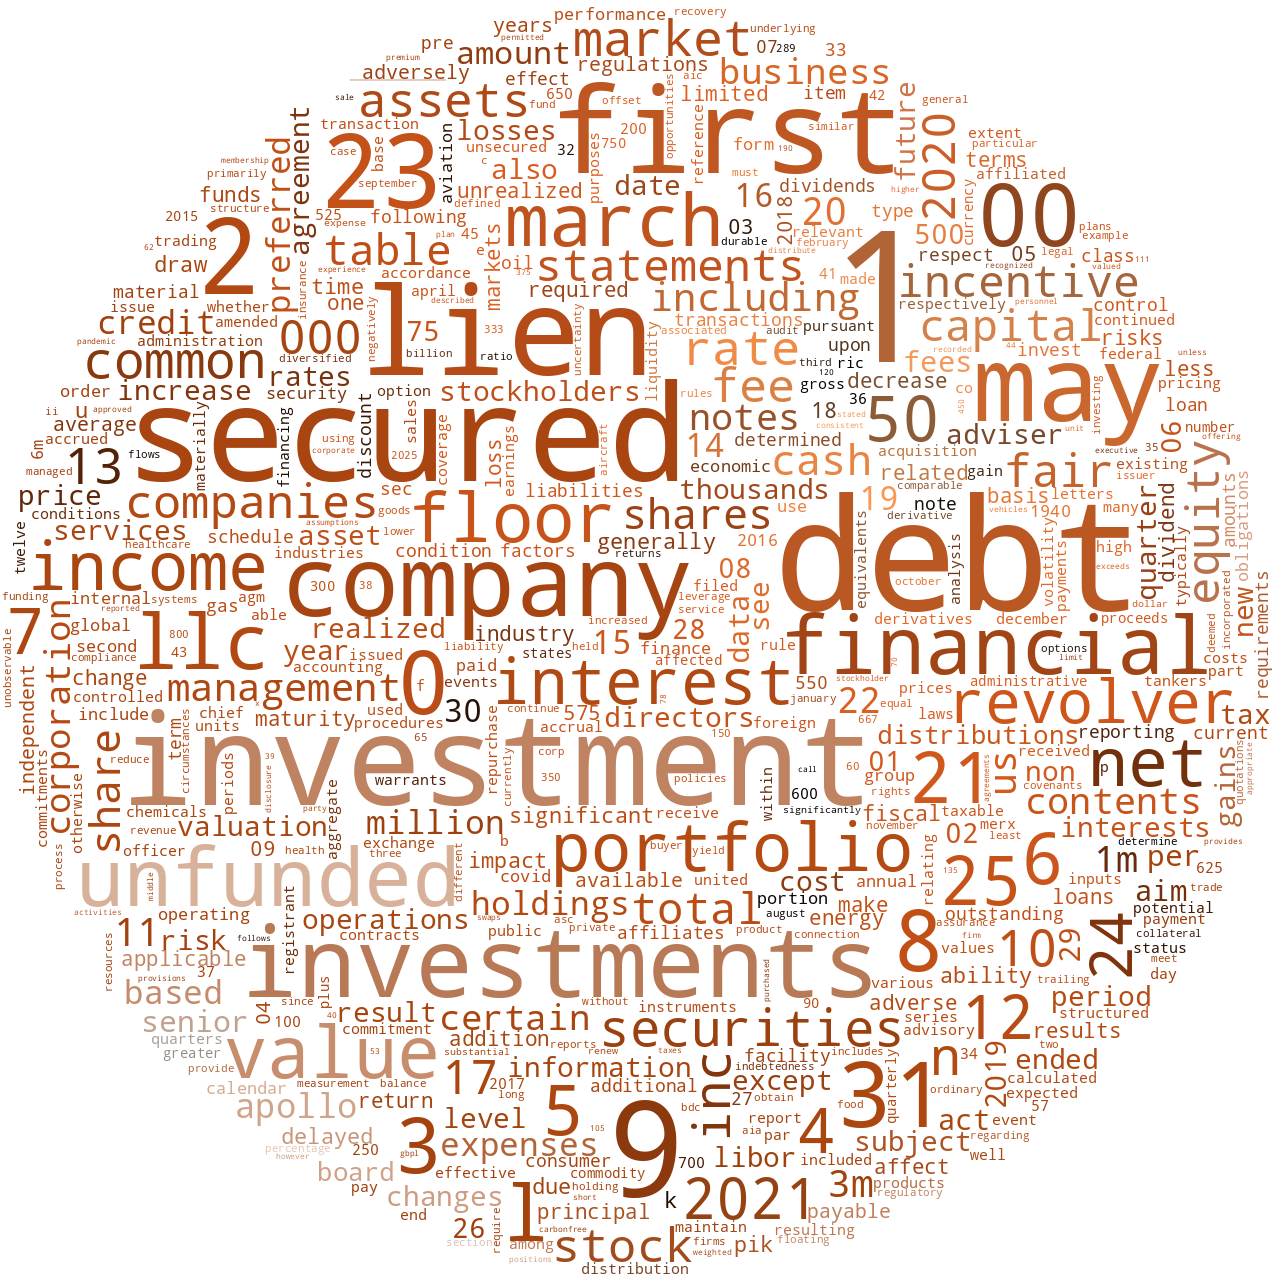 performance recovery
years market underlying
permitted
pre amount 07 289 33
premium regulations business
adversely effect aic
sale assets 650 offset limited item 42
fund first general
transaction losses 200 opportunities similar future 2020
agreement 23 unsecured 32 750 form 190 extent
case base particular
membership preferred aviation c also purposes reference must terms
primarily september unrealized date 16 dividends higher affiliated
funds defined 00
structure 525 following march 03 2018 20 type currency plans
2015 2 expense example
trading table plan 45 durable relevant 500 respect 05 legal class 111
62 draw experience e february distribute recognized valued
insurance accordance oil markets 375 statements 41 made 1 incentive
material time april described required including respectively personnel
issue whether one control
credit amended 000 lien 333 uncertainty transactions pursuant capital continued
pandemic administration 75 negatively associated audit upon 44 invest risks
common diversified billion ratio liquidity rate third ric fees recorded federal unless
order increase rates option stockholders rules fee 120 gross decrease co may less
security 36 450 pricing
ii approved u secured notes 18 stated 50 investing loan
average materially financing discount sales consistent adviser unit 06 offering
6m accrued flows using coverage loss earnings aircraft 14 determined acquisition executive 35 number
managed 13 corporate 2025 economic cash related gain fair existing
price sec liabilities thousands 19 comparable basis letters issuer equity
conditions companies goods floor shares use note vehicles 1940 many quarter amounts obligations
twelve services assumptions lower generally 2016 derivative debt volatility high dividend
schedule asset condition factors equivalents analysis payments exceeds typically
healthcare income industries returns 08 october new
funding internal systems 300 38 company filed data see dollar requirements
reported gas agm leverage derivatives december proceeds deemed incorporated
7 corporation global able realized service 28 rule financial costs
unobservable second 800 llc industry increased 15 finance options part
compliance 43 year issued states liability held affected 70 administrative limit tankers
independent change accounting paid interest stockholder prices
controlled management 0 f events 78 550 january 22 equal revolver tax
include chief used x 30 continue 575 directors foreign 667 laws current
share term units maturity procedures repurchase accrual 150 distributions reporting
reduce circumstances periods 39 65 corp investment call 60 01 21 us non received net gains quotations
commitments otherwise disclosure warrants currently 350 policies group agreements p covenants appropriate
chemicals party within 600 rights contents
revenue valuation aggregate million significant receive significantly fiscal taxable
officer 09 exchange b november 02 merx interests
process health three impact buyer yield portfolio least determine provides
unfunded different covid available united cost annual relating 135 25 6 1m per 625
middle asc holdings private total portion make inputs aim trade
activities operating registrant operations swaps public affiliates product august energy 8 outstanding loans potential
11 risk follows contracts connection assurance firm 10 29 24 payment
resources applicable investments values collateral
provisions 37 status
based since plus without purchased various ability trailing meet day
04 40 result certain instruments 90 adverse series period structured
senior 100 commitment securities advisory 12 results
quarters value 53 addition reports renew taxes facility includes n 34 two
greater substantial indebtedness ended
provide 17 information except 31 calculated
calendar measurement balance 2017 additional inc 27 obtain quarterly ordinary 2019 expected
apollo return long 5 bdc food act event 57
delayed level 105 9 aia report par 4 regarding
percentage 250 3 expenses 700 libor included subject well
however gbpl consumer commodity affect
board pay effective due holding k 3m products
changes short 2021 regulatory
end 1 principal maintain payable
26 require carbonfree resulting
section among stock firms pik floating
positions weighted
distribution